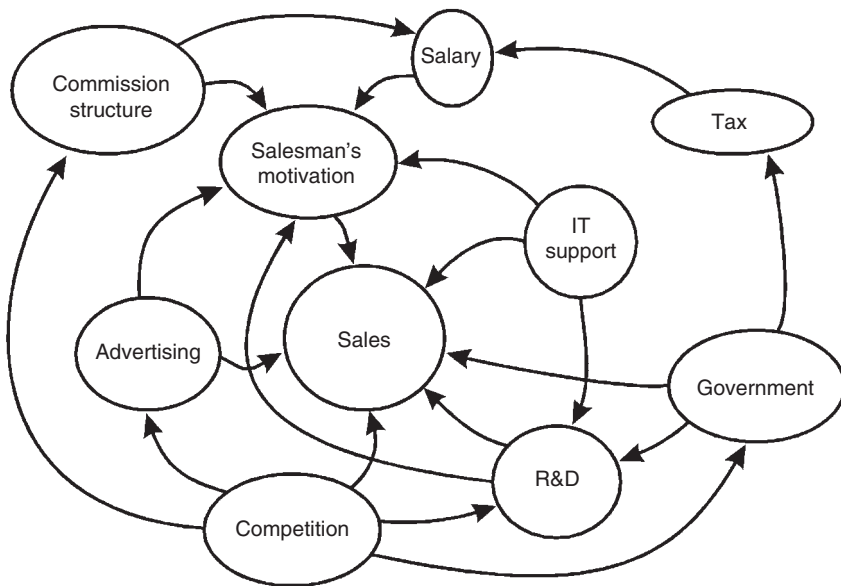 Commission
structure
Salary
Tax
Salesman's
motivation
IT
support
Advertising
Sales
Government
R&D
Competition